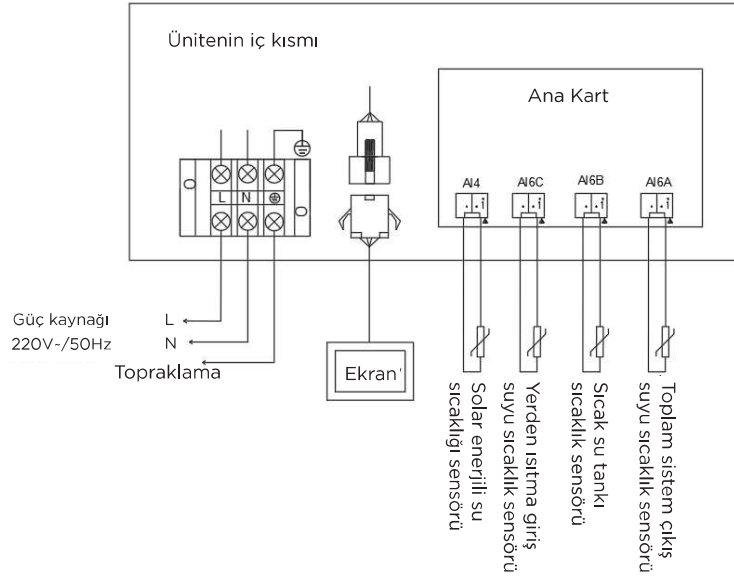 Ünitenin iç kısmı
Ana Kart
AI4
AI6C
AI6B
AI6A
L
N
Güç kaynağı
220V~/50Hz
L
N
Topraklama
Ekran
Solar enerjili su
sıcaklığı sensörü
Yerden ısıtma giriş
suyu sıcaklık sensörü
Sıcak su tankı
sıcaklık sensörü
Toplam sistem çıkış
suyu sıcaklık sensörü